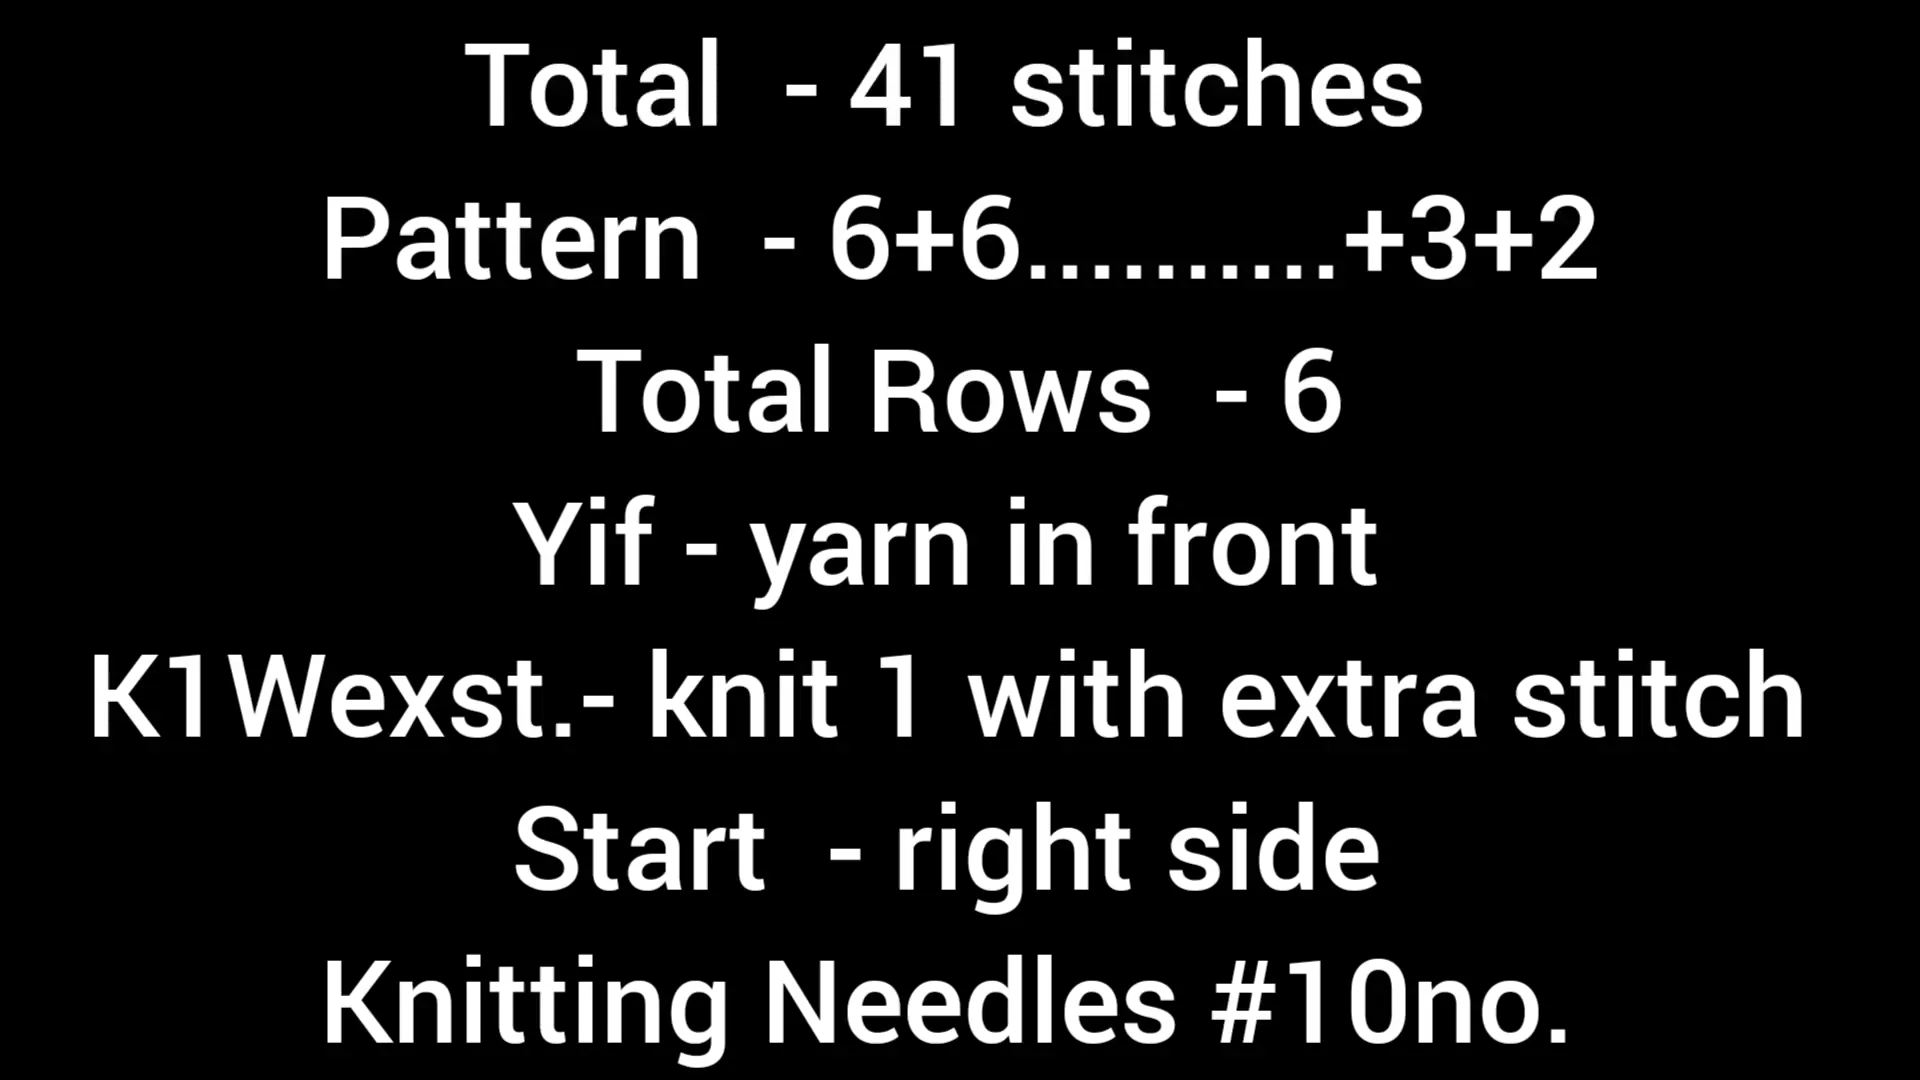 Total - 41 stitches
Pattern - 6+6..........+3+2
Total Rows - 6
Yif - yarn in front
K1Wexst.- knit 1 with extra stitch
Start - right side
Knitting Needles #10no.